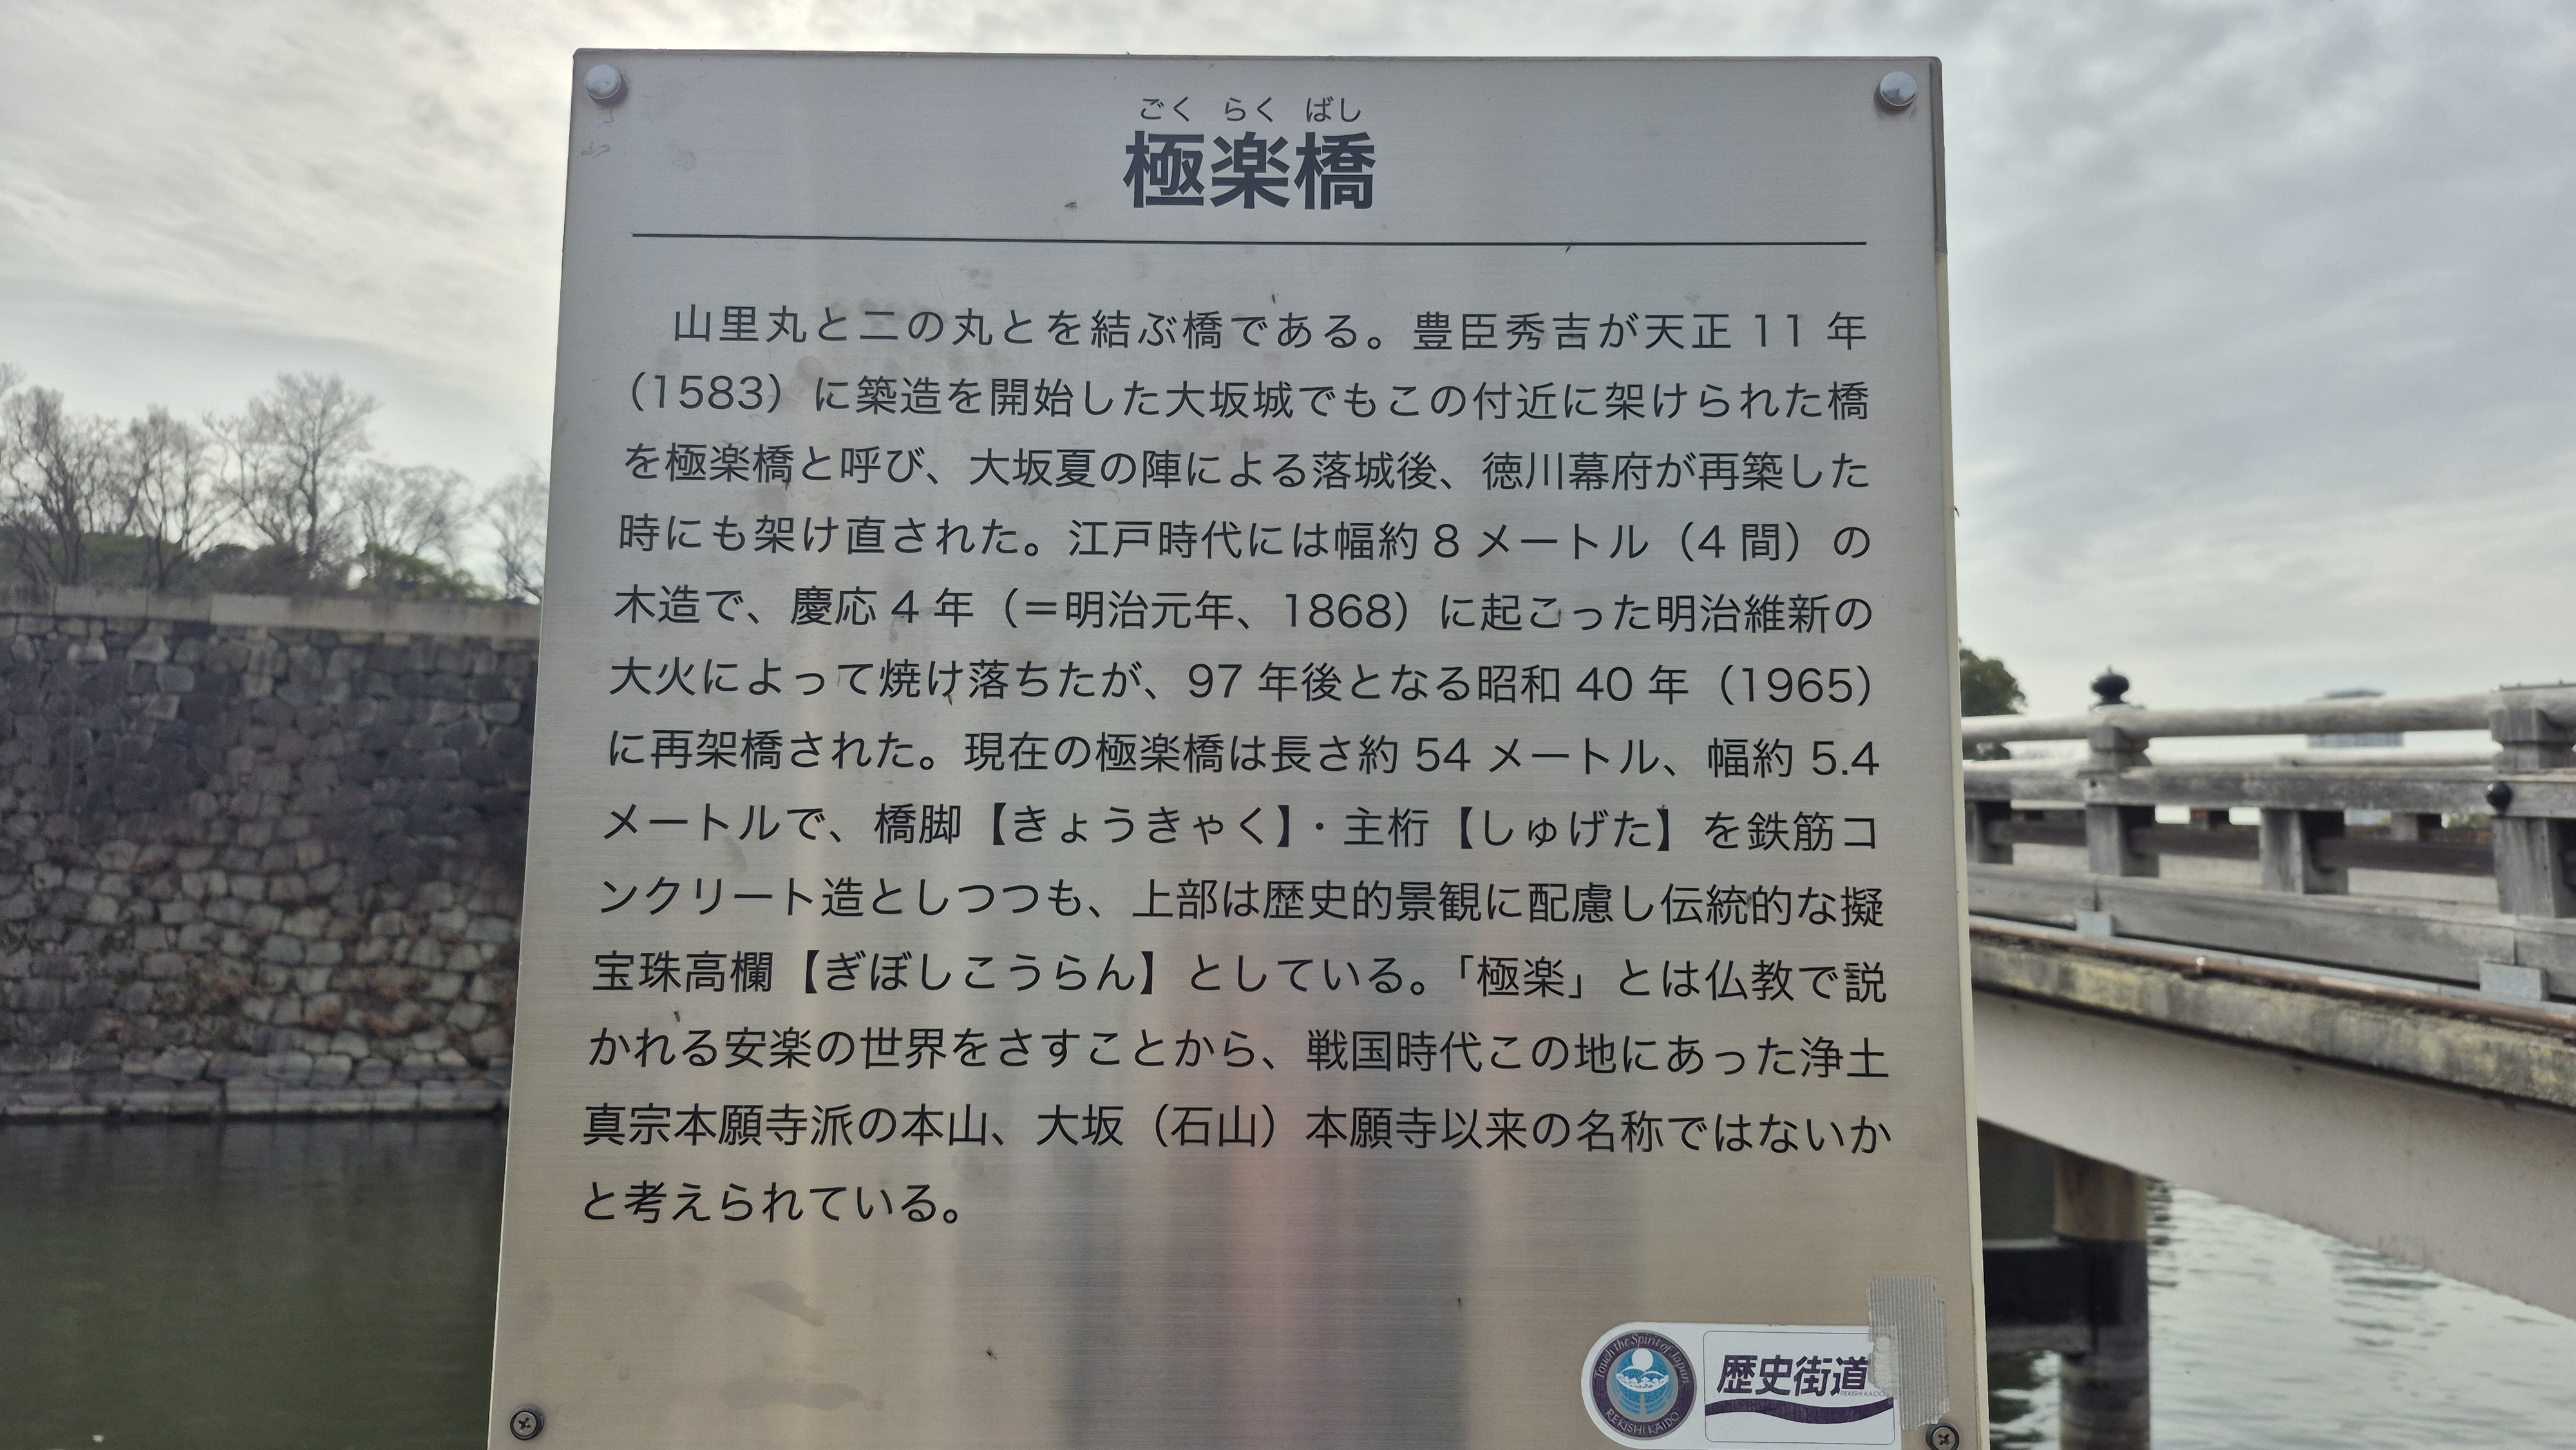 ごく らく ばし
極楽橋
山里丸と二の丸とを結ぶ橋である。豊臣秀吉が天正 11 年
（1583）に築造を開始した大坂城でもこの付近に架けられた橋
を極楽橋と呼び、大坂夏の陣による落城後、徳川幕府が再築した
時にも架け直された。江戸時代には幅約 8 メートル（4 間）の
木造で、慶応 4 年（＝明治元年、1868）に起こった明治維新の
大火によって焼け落ちたが、97 年後となる昭和 40 年（1965）
に再架橋された。現在の極楽橋は長さ約 54 メートル、幅約 5.4
メートルで、橋脚【きょうきゃく】・主桁【しゅげた】を鉄筋コ
ンクリート造としつつも、上部は歴史的景観に配慮し伝統的な擬
宝珠高欄【ぎぼしこうらん】としている。「極楽」とは仏教で説
かれる安楽の世界をさすことから、戦国時代この地にあった浄土
真宗本願寺派の本山、大坂（石山）本願寺以来の名称ではないか
と考えられている。
Touch the Spirit of Japan
REKISHI KAIDO
歴史街道
REKISHI KAIDO